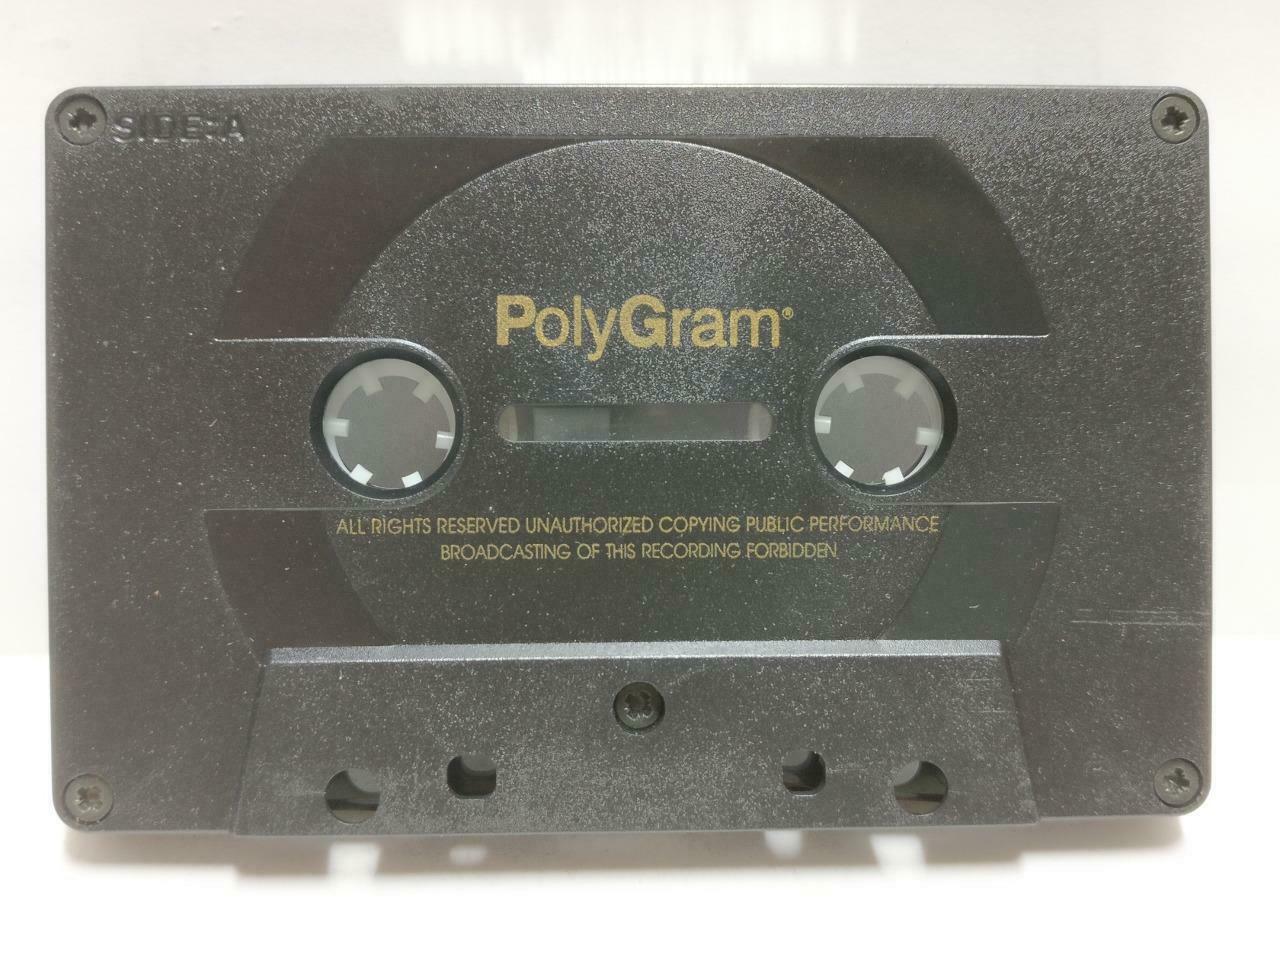 SIDE:A
PolyGram®
ALL RIGHTS RESERVED UNAUTHORIZED COPYING PUBLIC PERFORMANCE
BROADCASTING OF THIS RECORDING FORBIDDEN